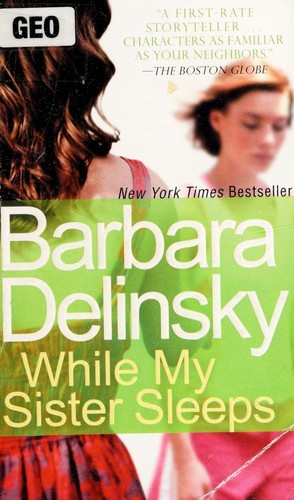 GEO
"A FIRST-RATE
STORYTELLER ...
CHARACTERS AS FAMILIAR
AS YOUR NEIGHBORS."
—THE BOSTON GLOBE
New York Times Bestseller
Barbara
Delinsky
While My
Sister Sleeps